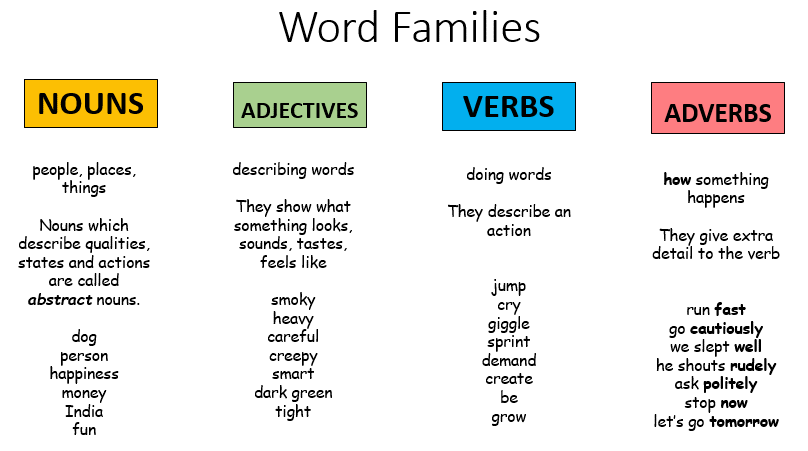 Word Families
NOUNS
people, places,
things
Nouns which
describe qualities,
states and actions
are called
abstract nouns.
dog
person
happiness
money
India
fun
ADJECTIVES
describing words
They show what
something looks,
sounds, tastes,
feels like
smoky
heavy
careful
creepy
smart
dark green
tight
VERBS
doing words
They describe an
action
jump
cry
giggle
sprint
demand
create
be
grow
ADVERBS
how something
happens
They give extra
detail to the verb
run fast
go cautiously
we slept well
he shouts rudely
ask politely
stop now
let's go tomorrow